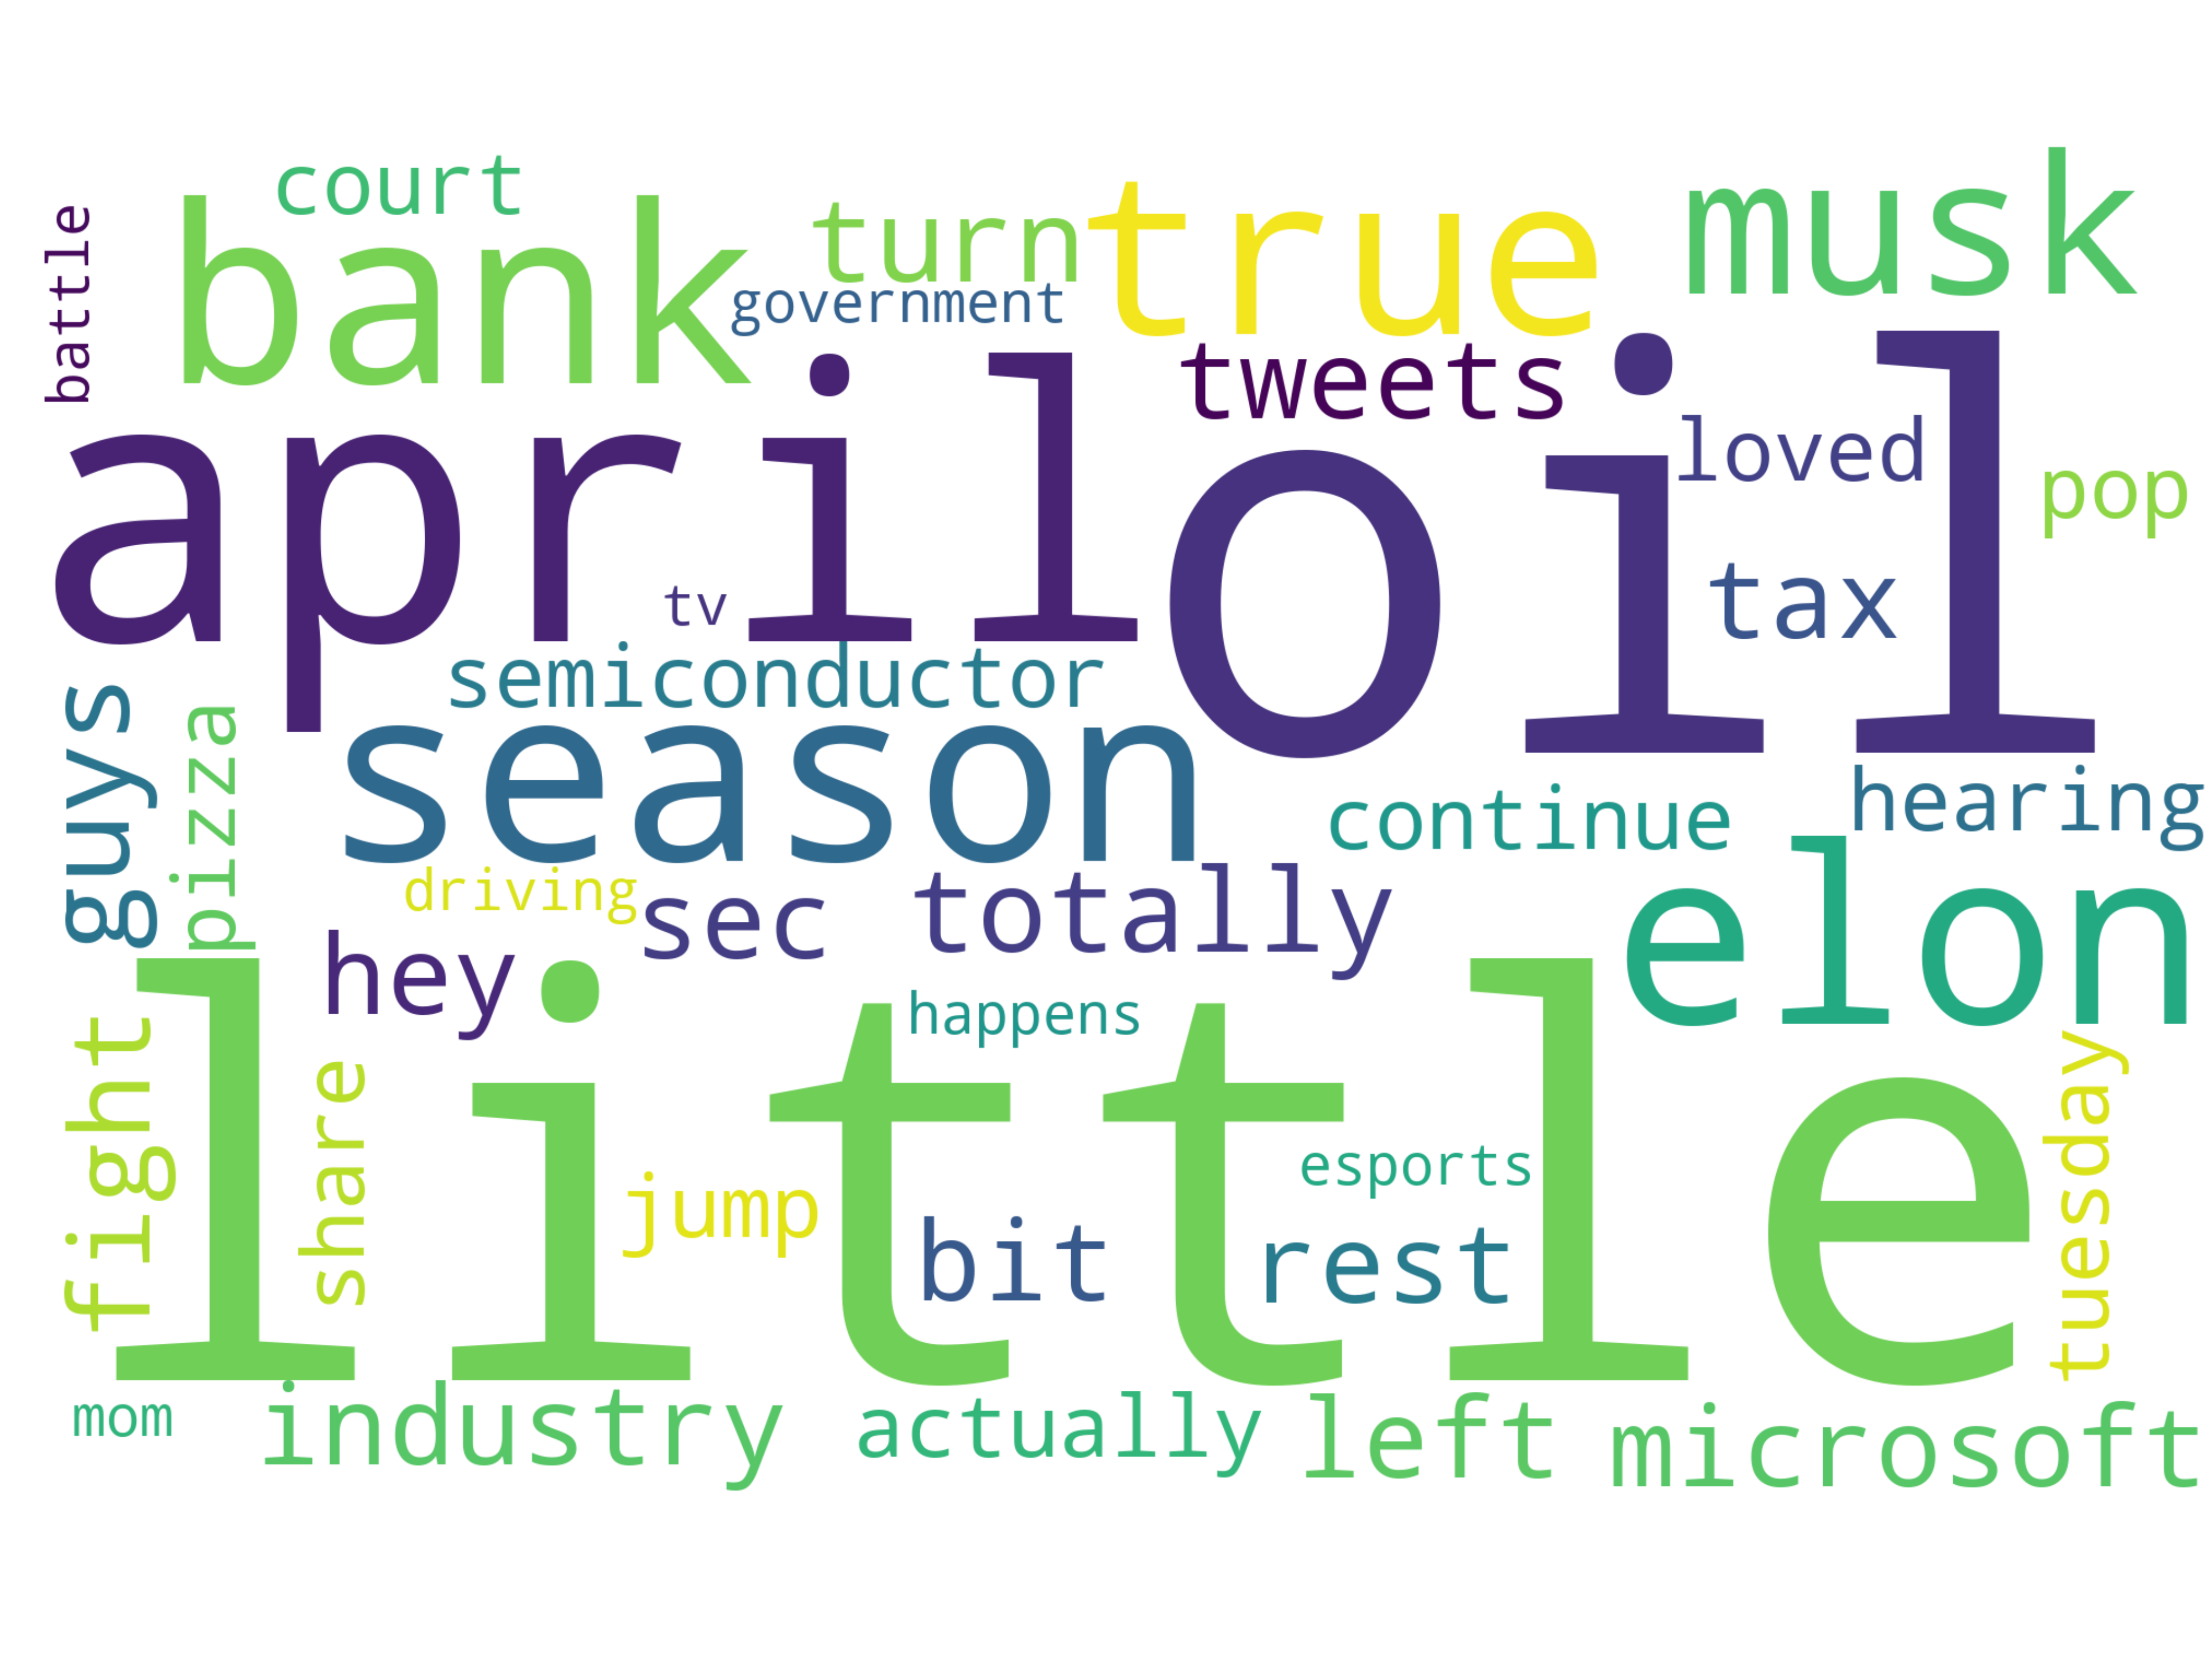 court
battle
bank
turn
true
musk
government
tweets
april
oil
loved
pop
tax
tv
semiconductor
guys
pizza
season
continue
hearing
driving
sec
totally
elon
hey
happens
little
fight
share
tuesday
esports
jump
bit
rest
mom
industry
actually
left
microsoft